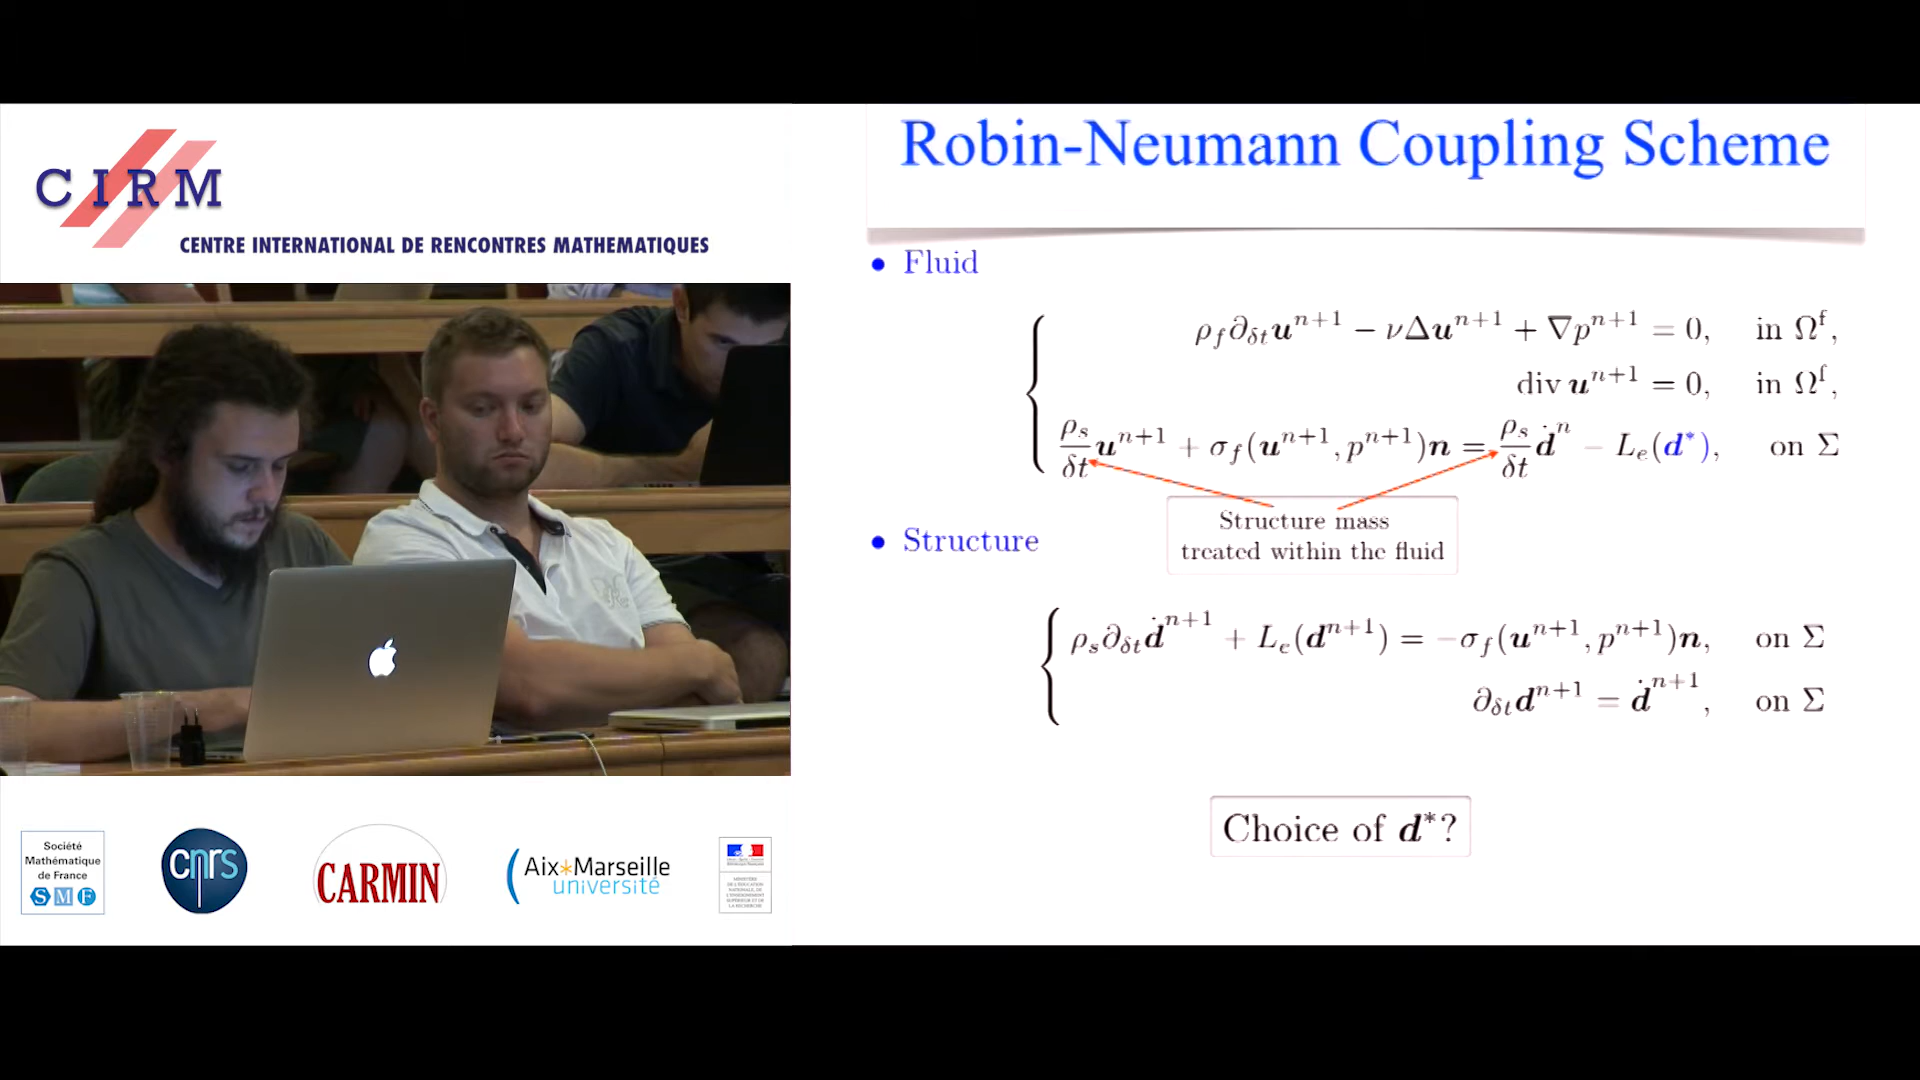 CIRM
CENTRE INTERNATIONAL DE RENCONTRES MATHEMATIQUES
Robin-Neumann Coupling Scheme
• Fluid
ρ_f ∂_{δt} u^{n+1} − νΔu^{n+1} + ∇p^{n+1} = 0, in Ω^f,
div u^{n+1} = 0, in Ω^f,
ρ_s/δt u^{n+1} + σ_f(u^{n+1}, p^{n+1})n = ρ_s/δt ḋ^n − L_e(d*), on Σ
Structure mass
treated within the fluid
• Structure
ρ_s ∂_{δt} ḋ^{n+1} + L_e(d^{n+1}) = −σ_f(u^{n+1}, p^{n+1})n, on Σ
∂_{δt} d^{n+1} = ḋ^{n+1}, on Σ
Choice of d*?
Société
Mathématique
de France
SMF
cnrs
CARMIN
Aix*Marseille
université